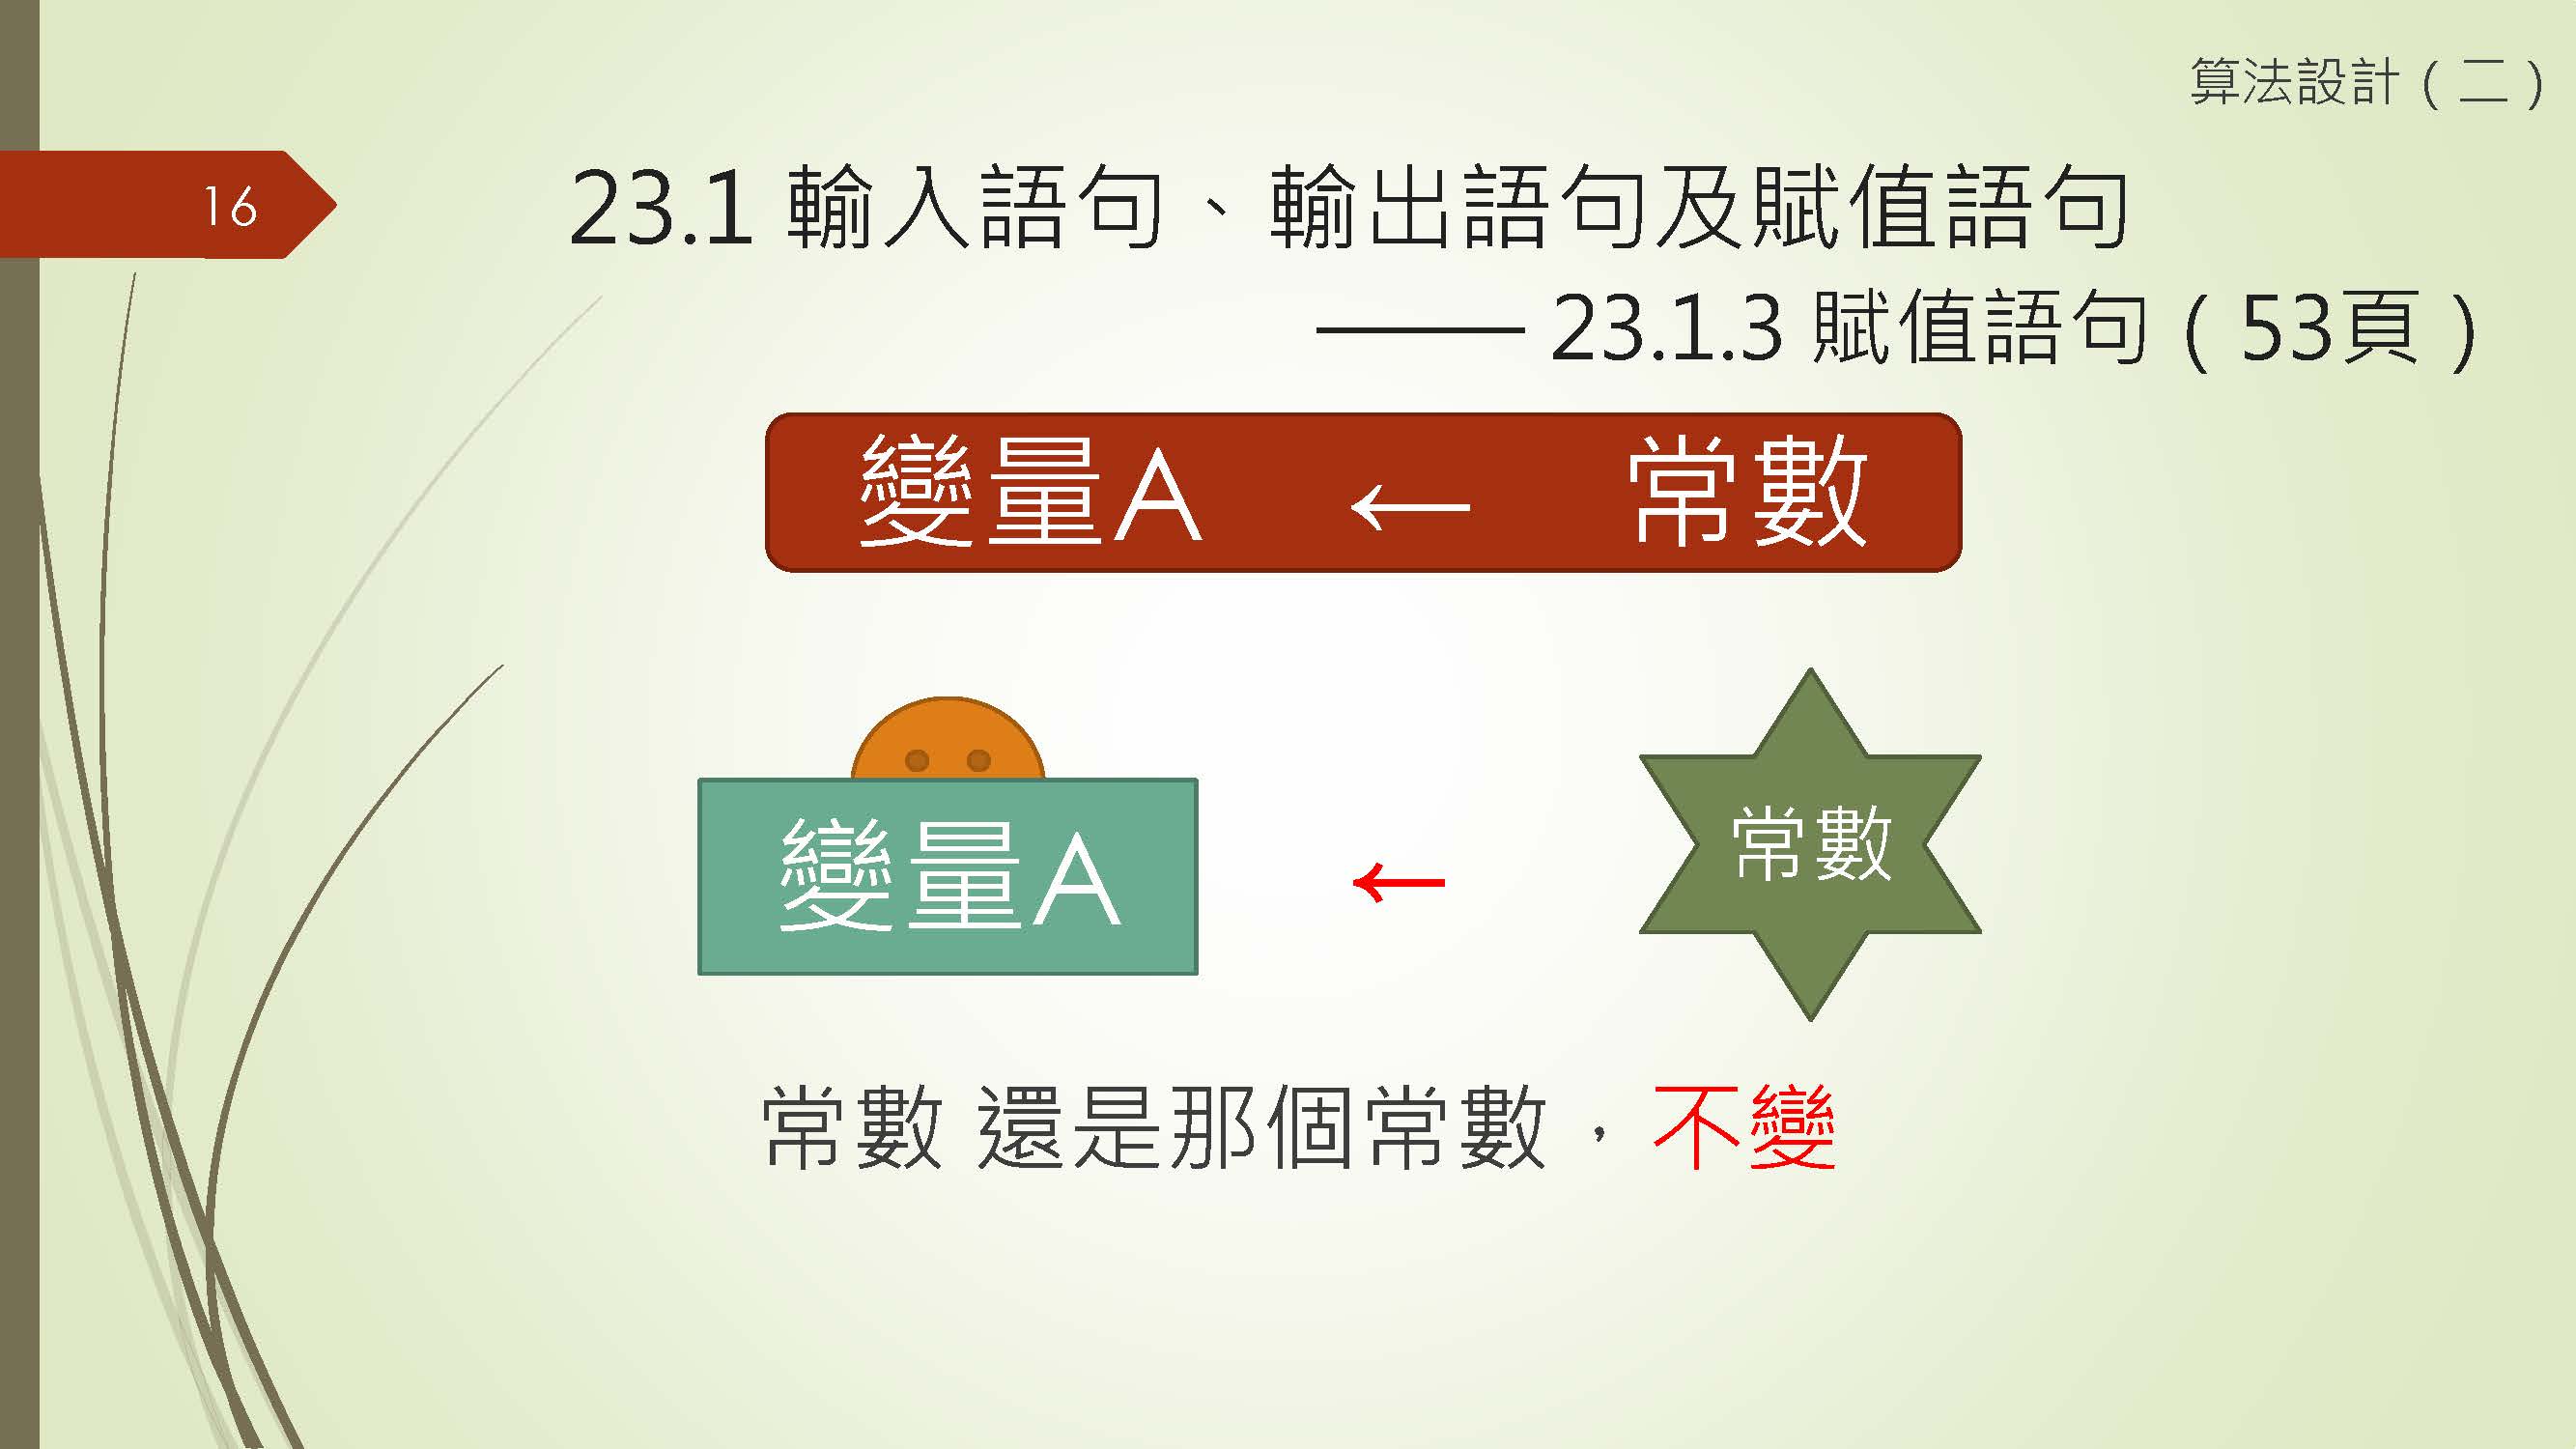 算法設計（二）
16
23.1 輸入語句、輸出語句及賦值語句
—— 23.1.3 賦值語句（53頁）
變量A ← 常數
變量A ← 常數
常數 還是那個常數，不變